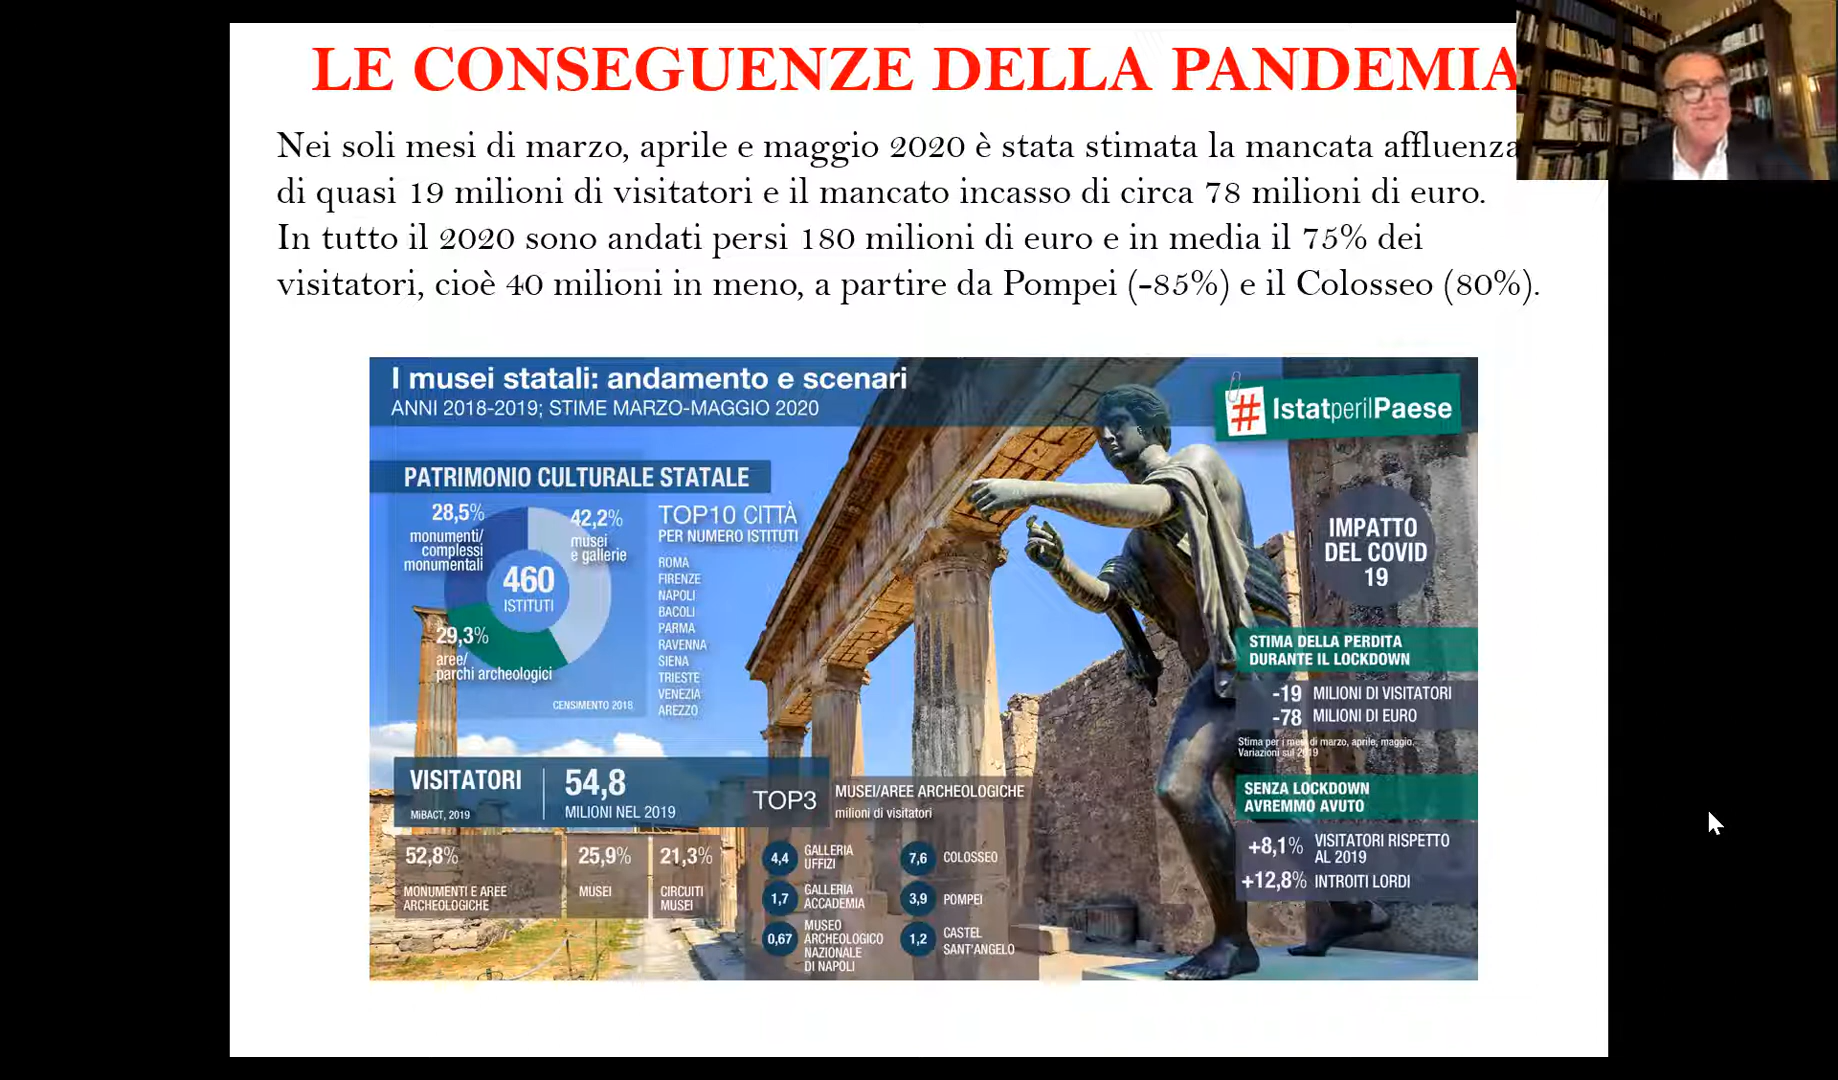 LE CONSEGUENZE DELLA PANDEMIA
Nei soli mesi di marzo, aprile e maggio 2020 è stata stimata la mancata affluenza
di quasi 19 milioni di visitatori e il mancato incasso di circa 78 milioni di euro.
In tutto il 2020 sono andati persi 180 milioni di euro e in media il 75% dei
visitatori, cioè 40 milioni in meno, a partire da Pompei (-85%) e il Colosseo (80%).
I musei statali: andamento e scenari
ANNI 2018-2019; STIME MARZO-MAGGIO 2020
# IstatperilPaese
PATRIMONIO CULTURALE STATALE
28,5%
monumenti/
complessi
monumentali
42,2%
musei
e gallerie
460
ISTITUTI
29,3%
aree/
parchi archeologici
CENSIMENTO 2018
TOP10 CITTÀ
PER NUMERO ISTITUTI
ROMA
FIRENZE
NAPOLI
BACOLI
PARMA
RAVENNA
SIENA
TRIESTE
VENEZIA
AREZZO
IMPATTO
DEL COVID
19
STIMA DELLA PERDITA
DURANTE IL LOCKDOWN
-19 MILIONI DI VISITATORI
-78 MILIONI DI EURO
Stima per i mesi di marzo, aprile, maggio.
Variazioni sul 2019
SENZA LOCKDOWN
AVREMMO AVUTO
+8,1% VISITATORI RISPETTO
AL 2019
+12,8% INTROITI LORDI
VISITATORI
MiBACT, 2019
54,8
MILIONI NEL 2019
52,8%
MONUMENTI E AREE
ARCHEOLOGICHE
25,9%
MUSEI
21,3%
CIRCUITI
MUSEI
TOP3
MUSEI/AREE ARCHEOLOGICHE
milioni di visitatori
4,4 GALLERIA
UFFIZI
1,7 GALLERIA
ACCADEMIA
0,67 MUSEO
ARCHEOLOGICO
NAZIONALE
DI NAPOLI
7,6 COLOSSEO
3,9 POMPEI
1,2 CASTEL
SANT'ANGELO